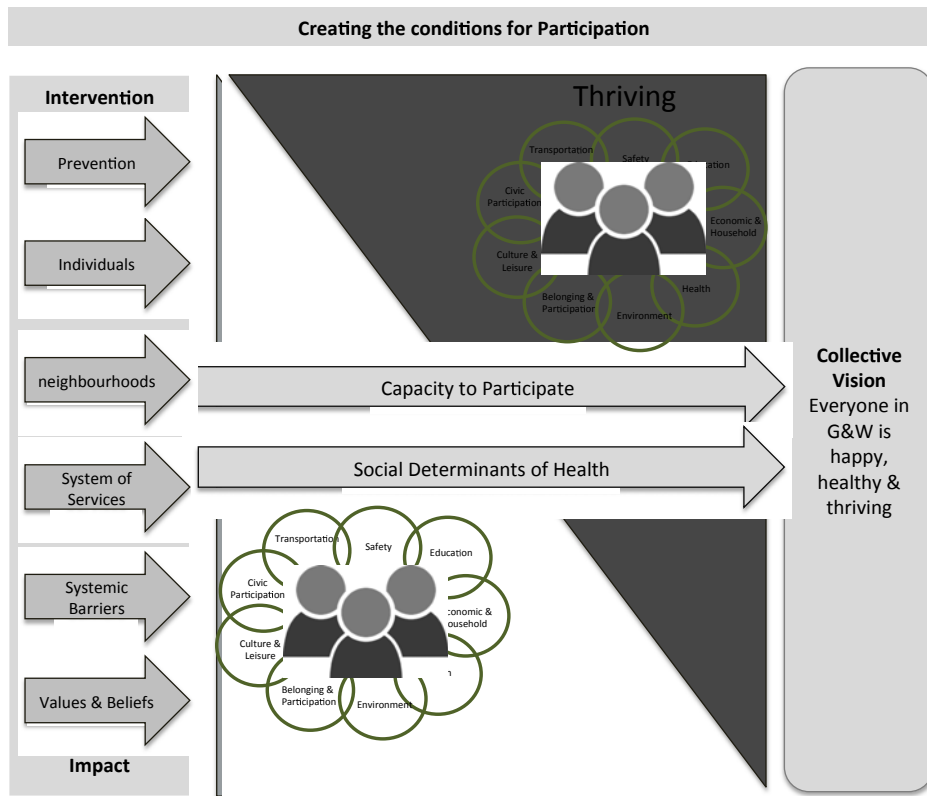 Creating the conditions for Participation
Intervention
Prevention
Individuals
neighbourhoods
System of
Services
Systemic
Barriers
Values & Beliefs
Impact
Thriving
Transportation
Safety
Civic
Participation
Economic &
Household
Culture &
Leisure
Health
Belonging &
Participation
Environment
Capacity to Participate
Social Determinants of Health
Transportation
Safety
Education
Civic
Participation
Culture &
Leisure
Belonging &
Participation
Environment
Collective
Vision
Everyone in
G&W is
happy,
healthy &
thriving